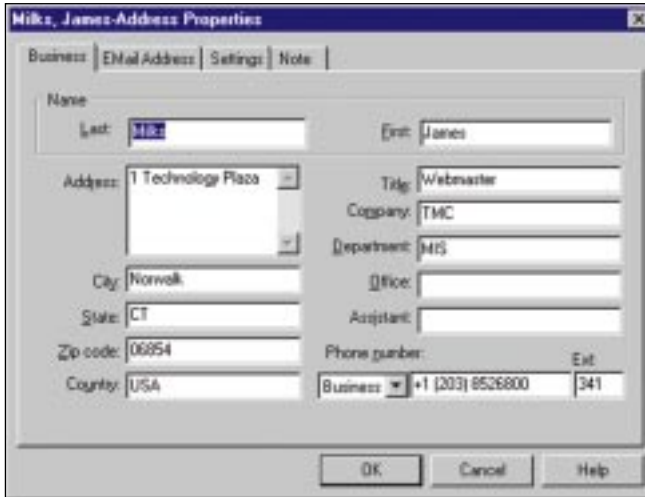 Milks, James-Address Properties
Business EMail Address Settings Note
Name
Last: Milks First: James
Address: 1 Technology Plaza Title: Webmaster
Company: TMC
Department: MIS
City: Norwalk Office:
State: CT Assistant:
Zip code: 06854 Phone number: Ext
Country: USA Business +1 (203) 8526800 341
OK Cancel Help